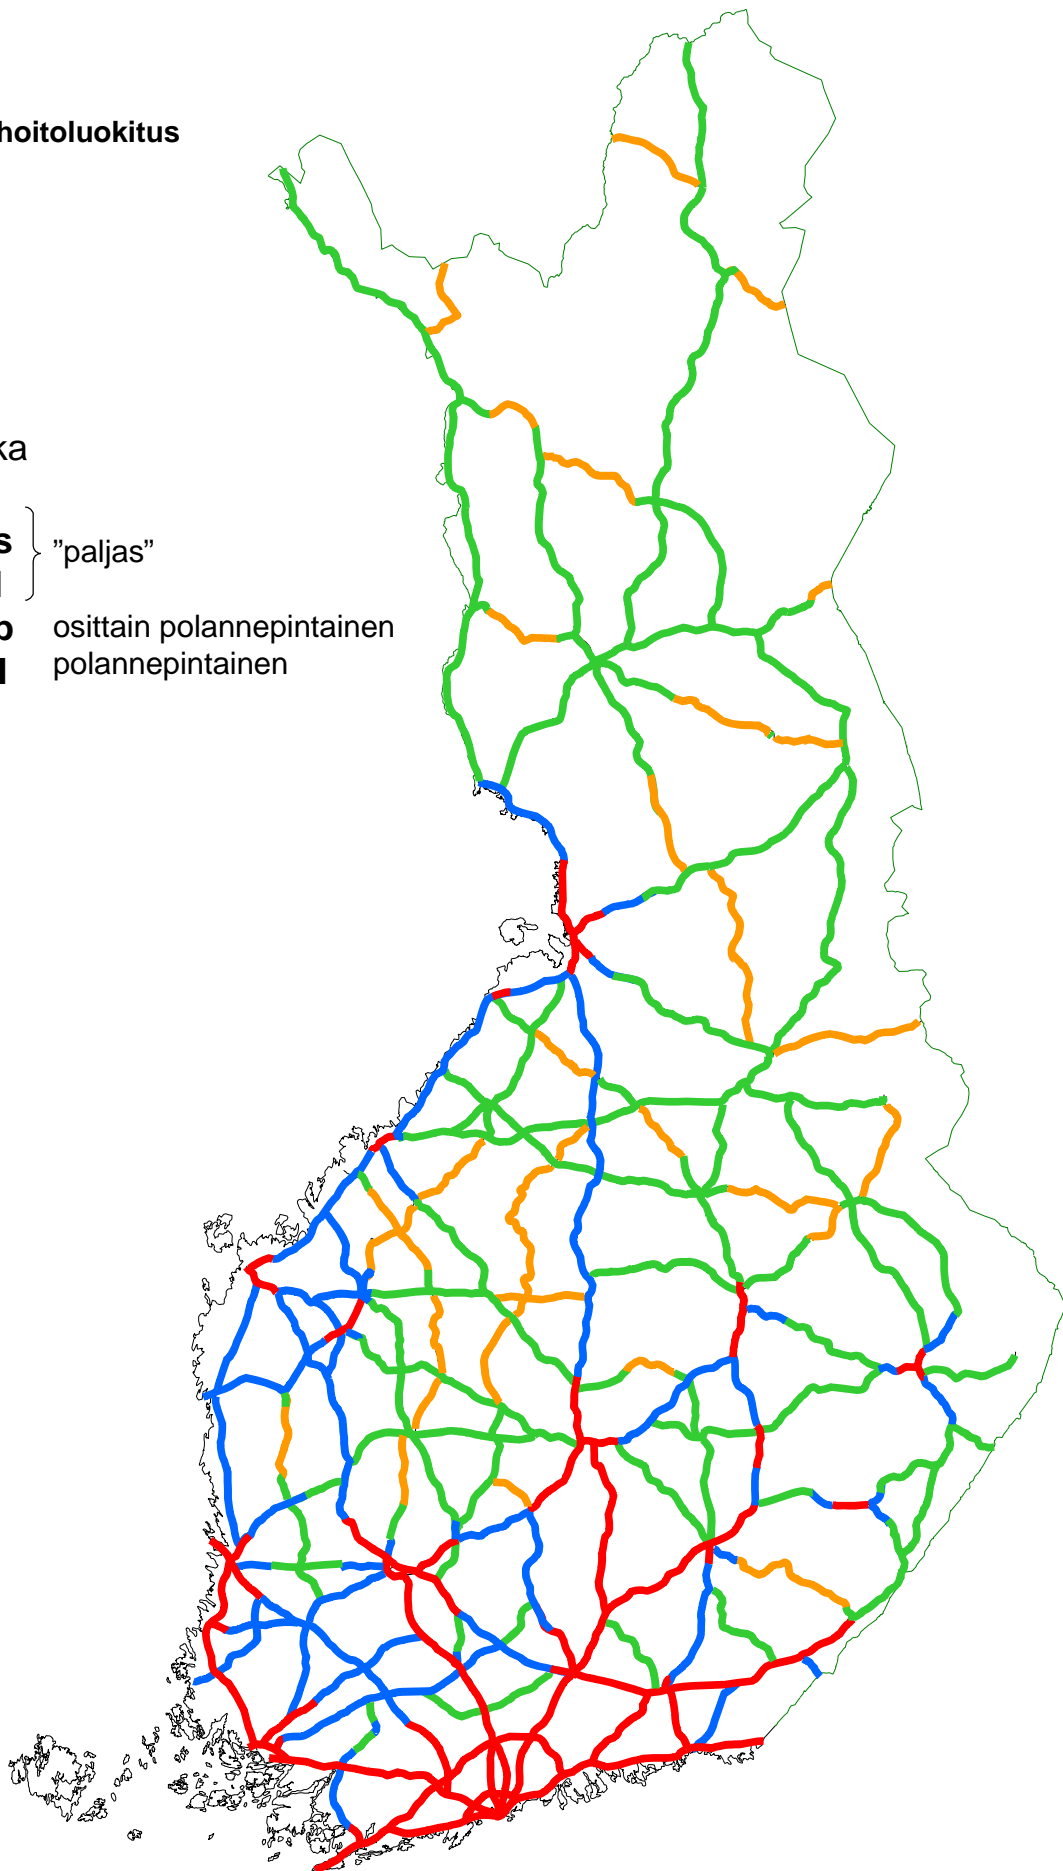 hoitoluokitus
ka
s
"paljas"
l
b osittain polannepintainen
l polannepintainen